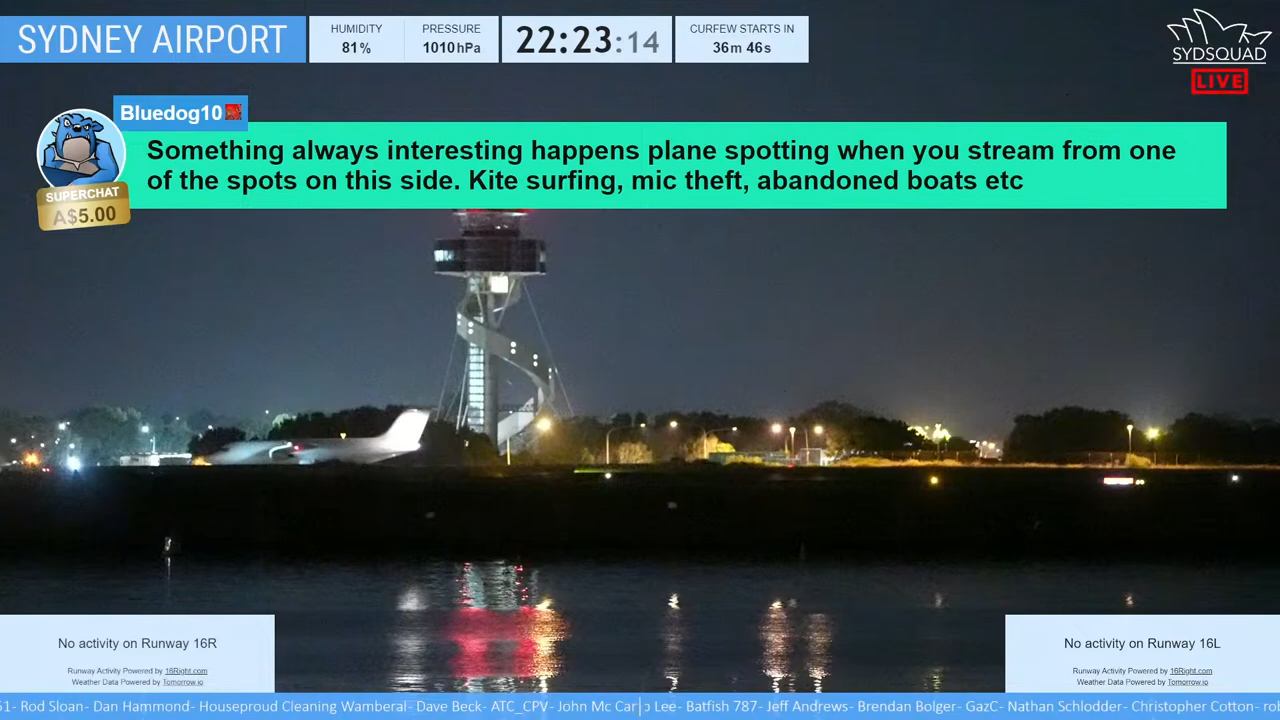 SYDNEY AIRPORT
HUMIDITY
81%
PRESSURE
1010hPa
22:23:14
CURFEW STARTS IN
36m 46s
SYDSQUAD
LIVE
Bluedog10
Something always interesting happens plane spotting when you stream from one
of the spots on this side. Kite surfing, mic theft, abandoned boats etc
SUPERCHAT
A$5.00
No activity on Runway 16R
Runway Activity Powered by 16Right.com
Weather Data Powered by Tomorrow.io
No activity on Runway 16L
Runway Activity Powered by 16Right.com
Weather Data Powered by Tomorrow.io
51- Rod Sloan- Dan Hammond- Houseproud Cleaning Wamberal- Dave Beck- ATC_CPV- John Mc Car Lee- Batfish 787- Jeff Andrews- Brendan Bolger- GazC- Nathan Schlodder- Christopher Cotton- rob